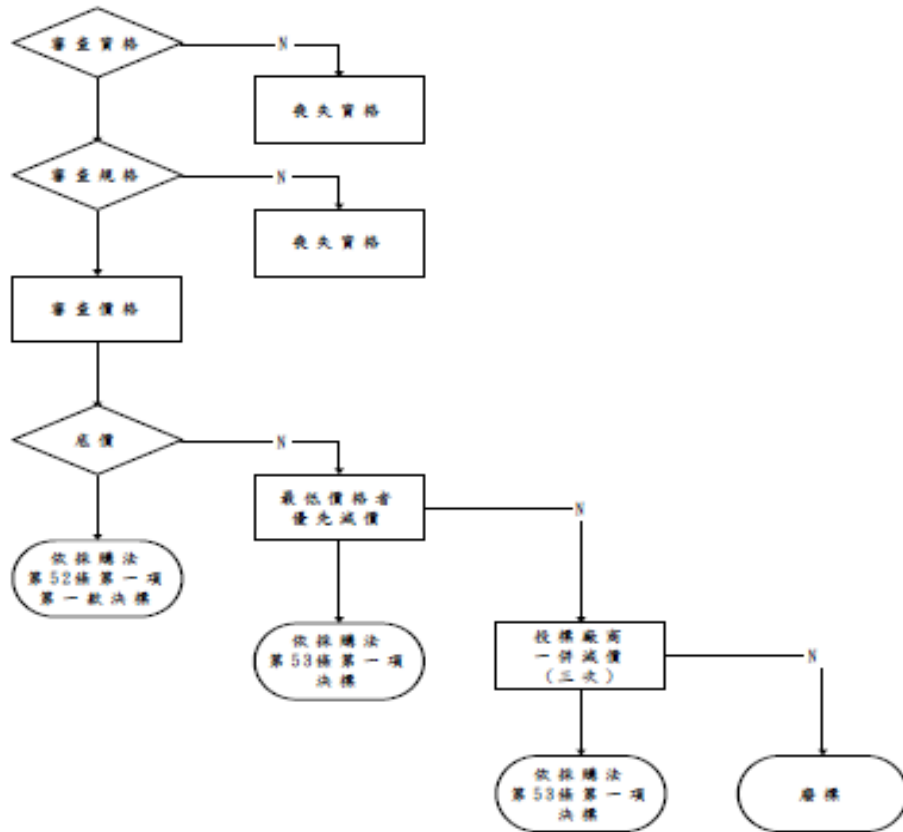 審查資格
N
喪失資格
審查規格
N
喪失資格
審查價格
底價
N
最低價格者
優先減價
N
依採購法
第52條第一項
第一款決標
依採購法
第53條第一項
決標
投標廠商
一併減價
(三次)
N
依採購法
第53條第一項
決標
廢標